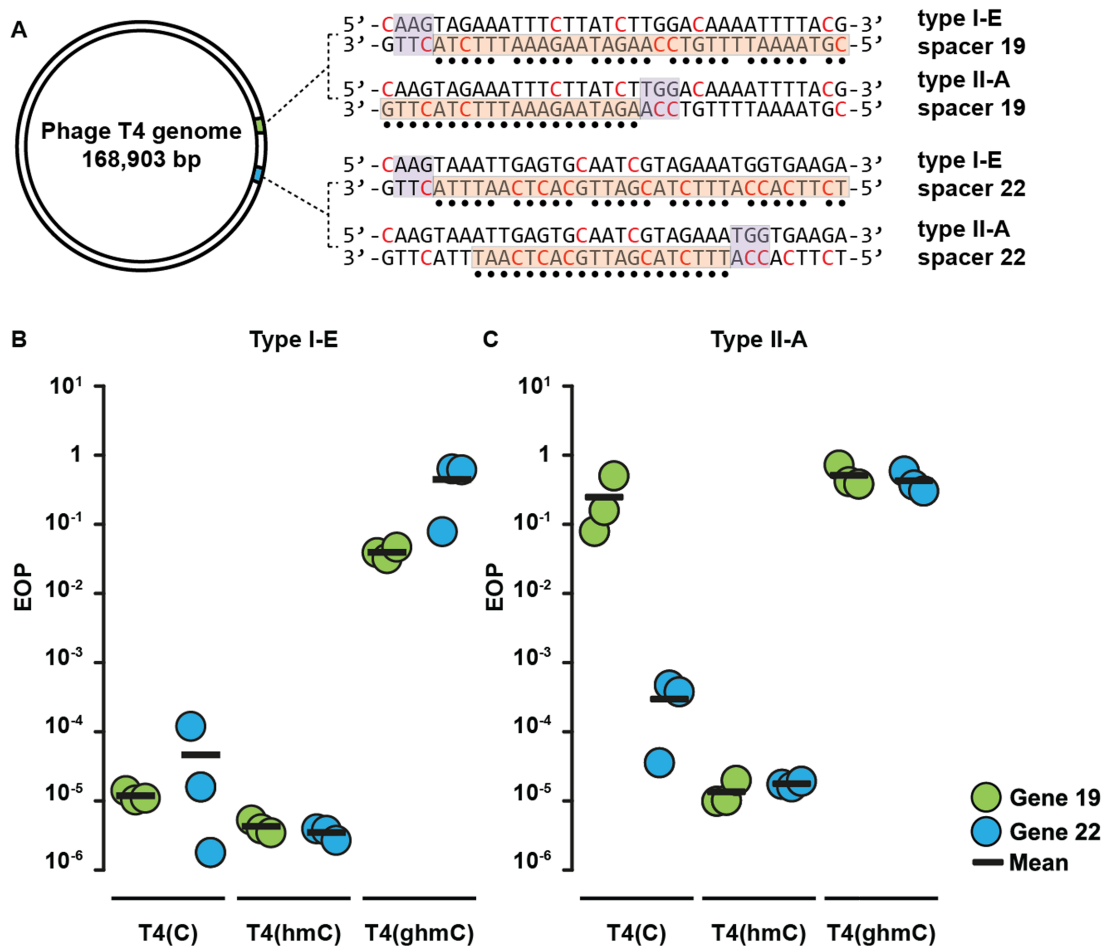 A
Phage T4 genome
168,903 bp
5’-CAAGTAGAAATTTCTTATCTTGGACAAAATTTTACG-3’ type I-E
3’-GTTCATCTTTAAAGAATAGAACCTGTTTTAAAATGC-5’ spacer 19
5’-CAAGTAGAAATTTCTTATCTTGGACAAAATTTTACG-3’ type II-A
3’-GTTCATCTTTAAAGAATAGAACCTGTTTTAAAATGC-5’ spacer 19
5’-CAAGTAAATTGAGTGCAATCGTAGAAATGGTGAAGA-3’ type I-E
3’-GTTCATTTAACTCACGTTAGCATCTTTACCACTTCT-5’ spacer 22
5’-CAAGTAAATTGAGTGCAATCGTAGAAATGGTGAAGA-3’ type II-A
3’-GTTCATTTAACTCACGTTAGCATCTTTACCACTTCT-5’ spacer 22
B Type I-E
10¹
1
10⁻¹
10⁻²
10⁻³
10⁻⁴
10⁻⁵
10⁻⁶
EOP
T4(C) T4(hmC) T4(ghmC)
C Type II-A
10¹
1
10⁻¹
10⁻²
10⁻³
10⁻⁴
10⁻⁵
10⁻⁶
EOP
T4(C) T4(hmC) T4(ghmC)
Gene 19
Gene 22
Mean